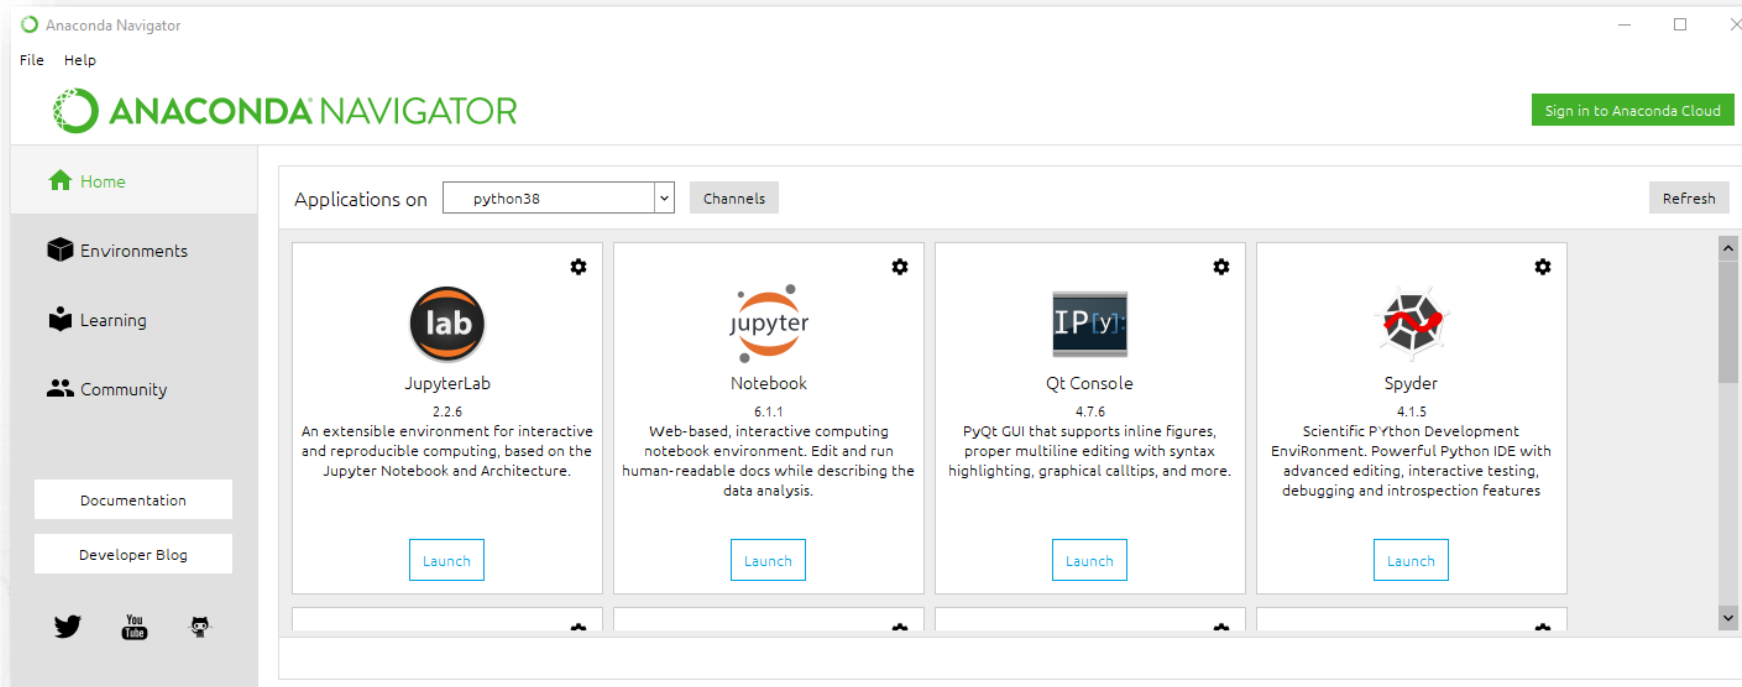 Anaconda Navigator
File Help
ANACONDA NAVIGATOR
Sign in to Anaconda Cloud
Home
Environments
Learning
Community
Documentation
Developer Blog
You
Tube
Applications on python38 Channels Refresh
lab
JupyterLab
2.2.6
An extensible environment for interactive
and reproducible computing, based on the
Jupyter Notebook and Architecture.
Launch
jupyter
Notebook
6.1.1
Web-based, interactive computing
notebook environment. Edit and run
human-readable docs while describing the
data analysis.
Launch
IP[y]:
Qt Console
4.7.6
PyQt GUI that supports inline figures,
proper multiline editing with syntax
highlighting, graphical calltips, and more.
Launch
Spyder
4.1.5
Scientific PYthon Development
EnviRonment. Powerful Python IDE with
advanced editing, interactive testing,
debugging and introspection features
Launch